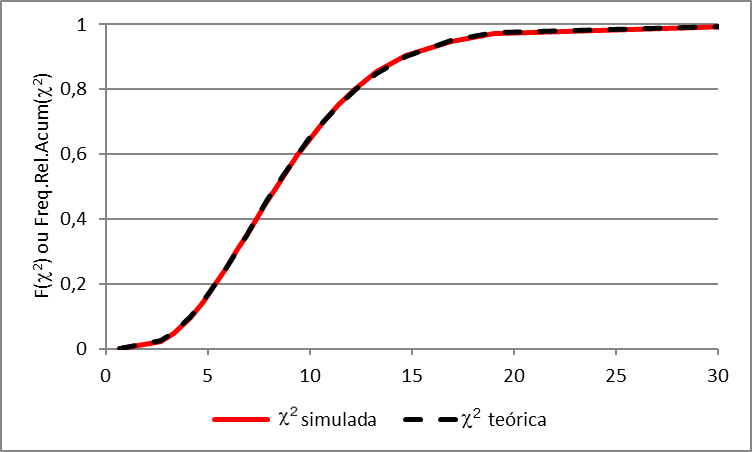 F(χ²) ou Freq.Rel.Acum(χ²)
1
0,8
0,6
0,4
0,2
0
0 5 10 15 20 25 30
χ² simulada χ² teórica